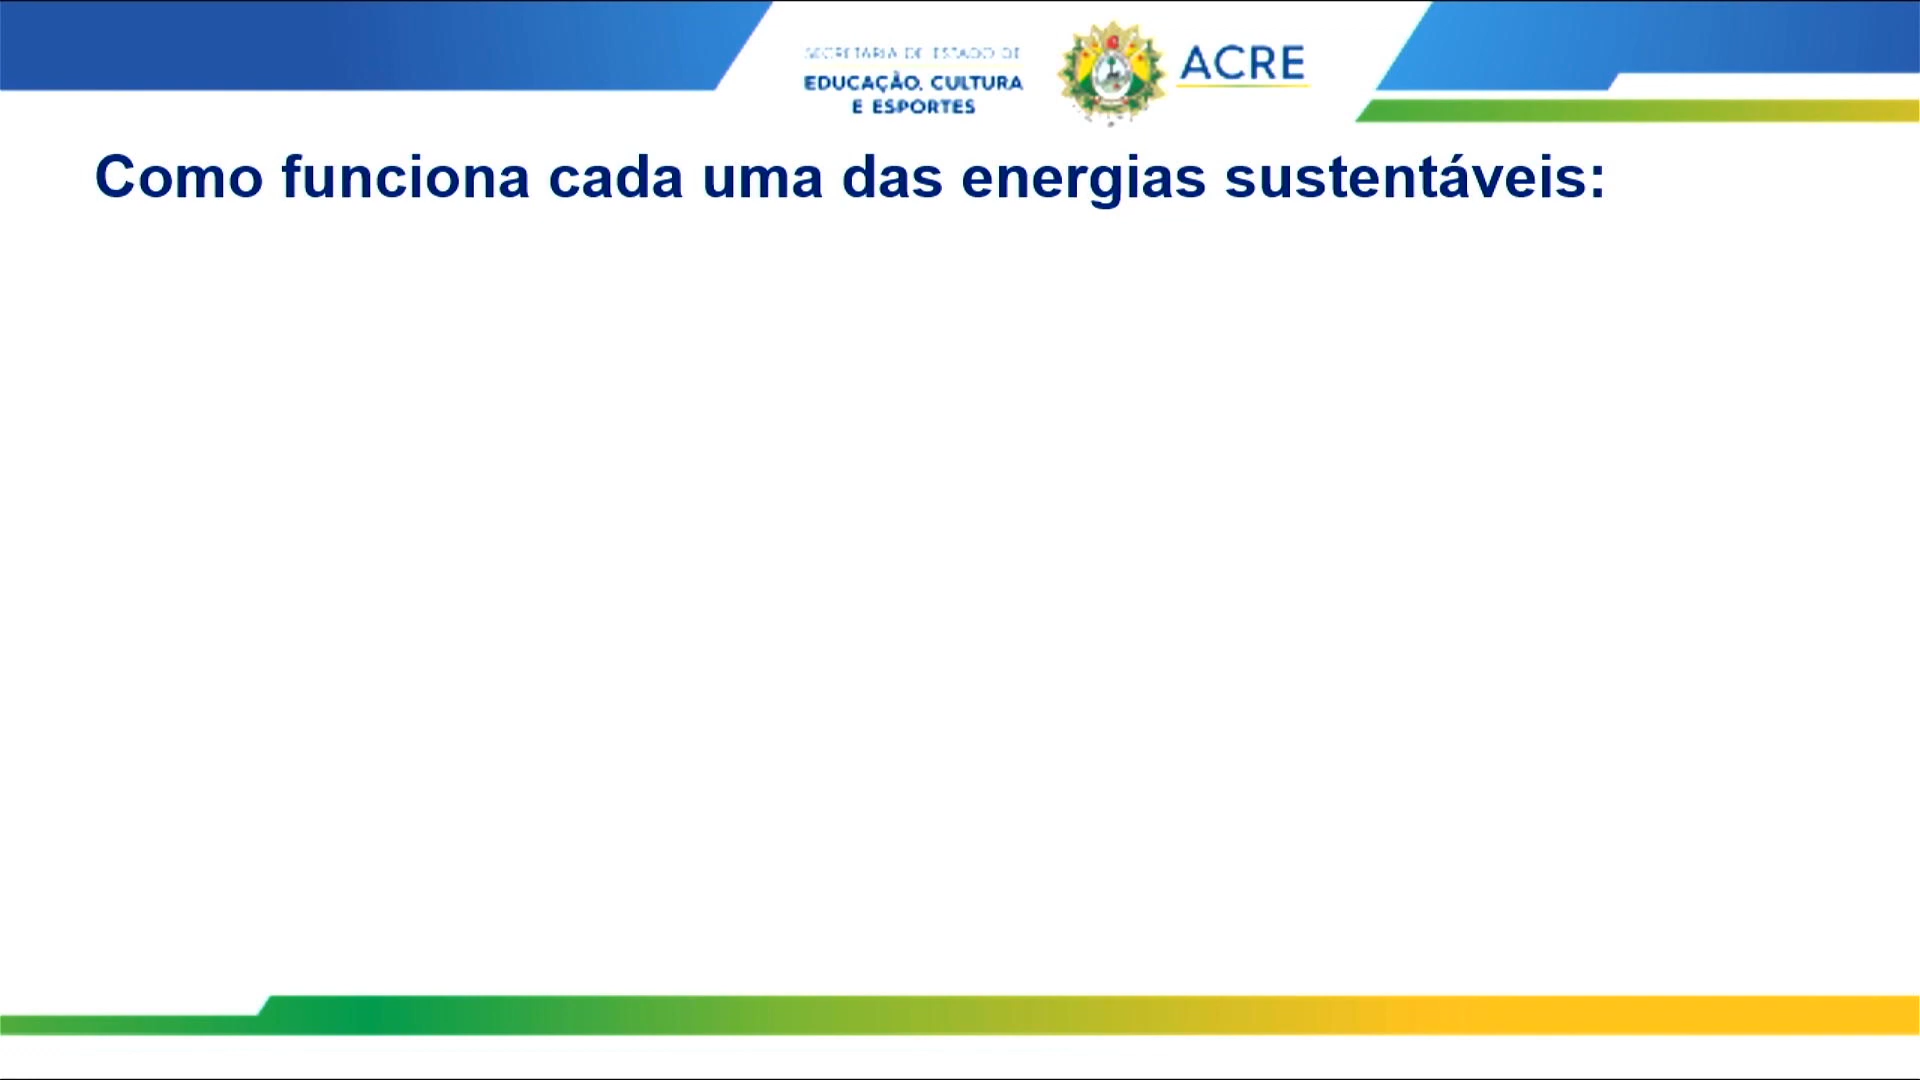 SECRETARIA DE ESTADO DE
EDUCAÇÃO, CULTURA
E ESPORTES
ACRE
Como funciona cada uma das energias sustentáveis: